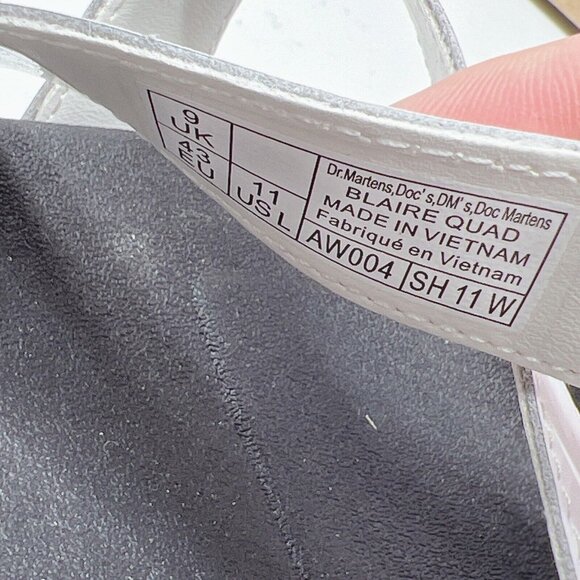 9
UK
43
EU
11
US L
Dr.Martens,Doc's,DM's,Doc Martens
BLAIRE QUAD
MADE IN VIETNAM
Fabriqué en Vietnam
AW004
SH 11 W